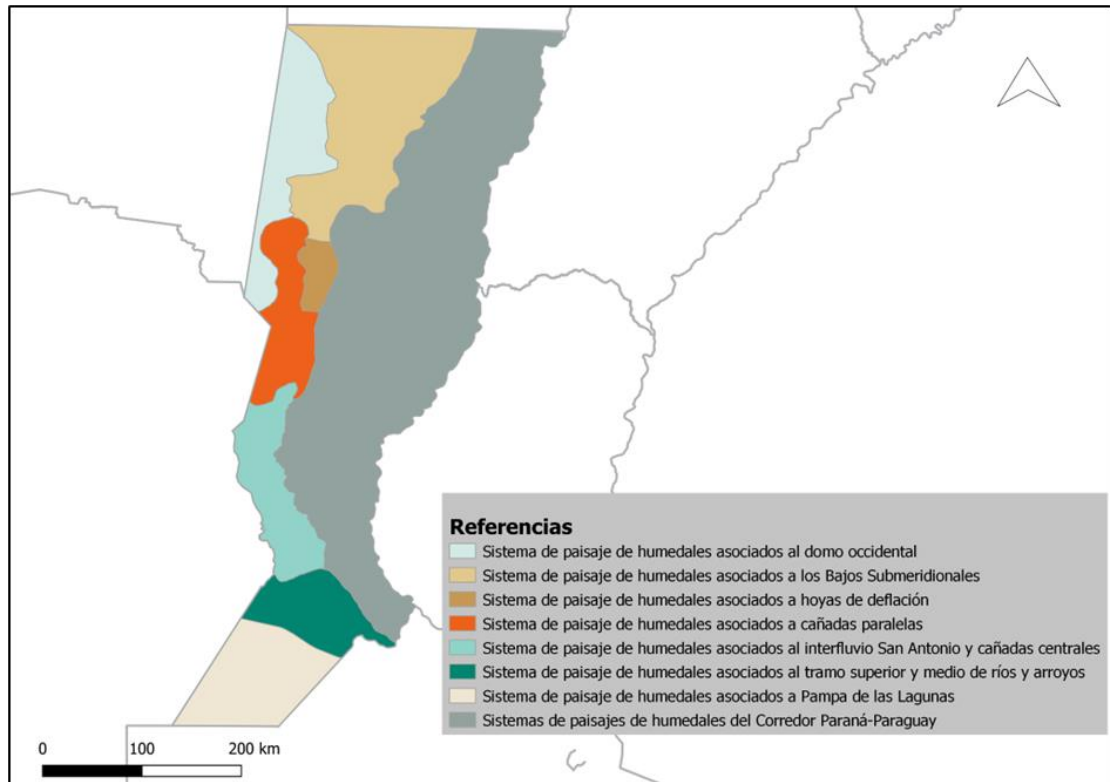 Referencias
Sistema de paisaje de humedales asociados al domo occidental
Sistema de paisaje de humedales asociados a los Bajos Submeridionales
Sistema de paisaje de humedales asociados a hoyas de deflación
Sistema de paisaje de humedales asociados a cañadas paralelas
Sistema de paisaje de humedales asociados al interfluvio San Antonio y cañadas centrales
Sistema de paisaje de humedales asociados al tramo superior y medio de ríos y arroyos
Sistema de paisaje de humedales asociados a Pampa de las Lagunas
Sistemas de paisajes de humedales del Corredor Paraná-Paraguay
0 100 200 km